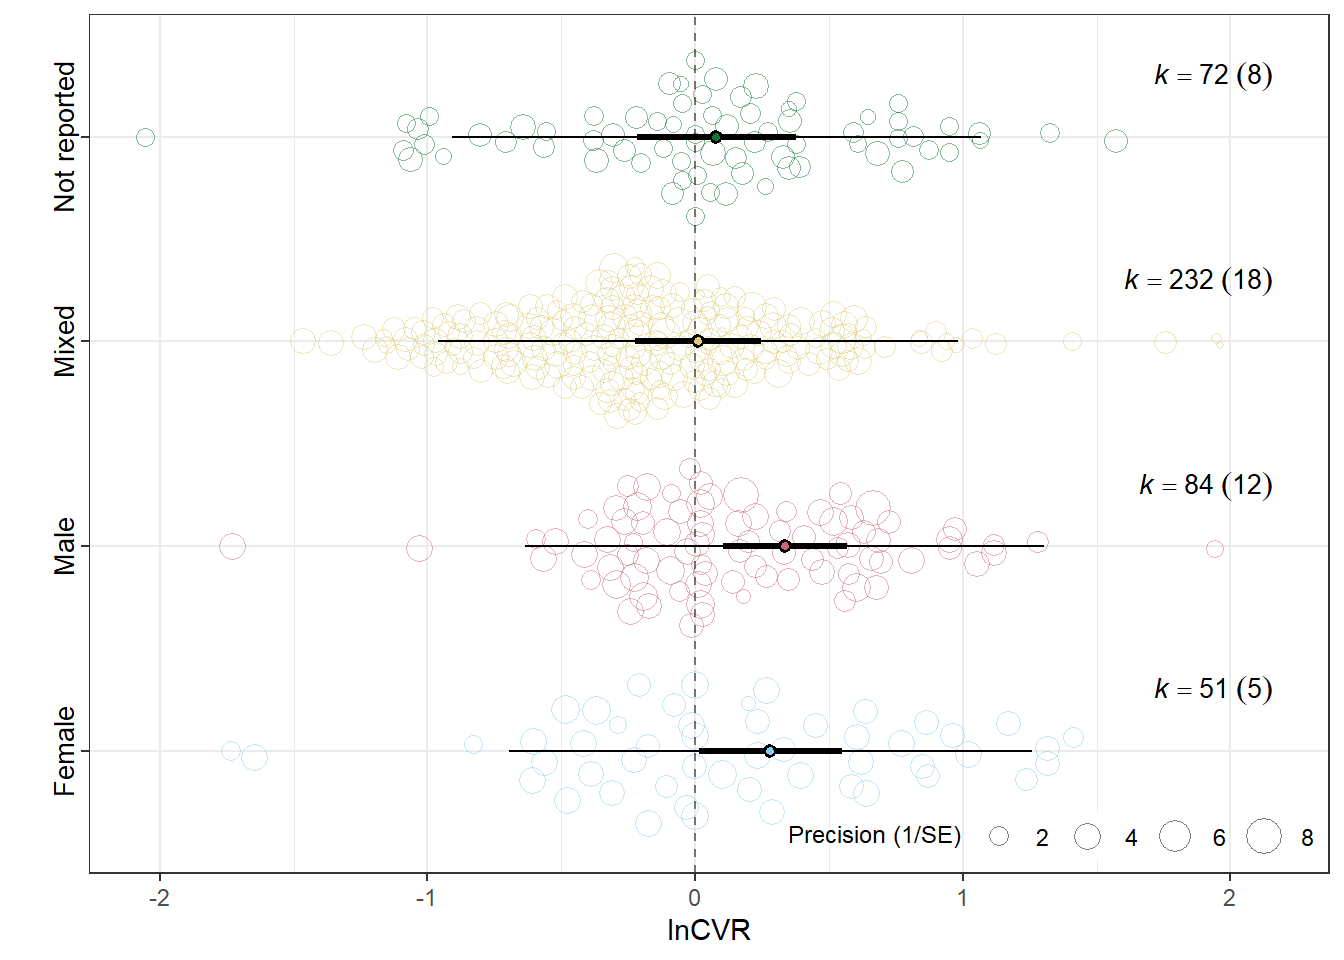 Not reported
k = 72 (8)
Mixed
k = 232 (18)
Male
k = 84 (12)
Female
k = 51 (5)
Precision (1/SE) 2 4 6 8
-2 -1 0 1 2
lnCVR